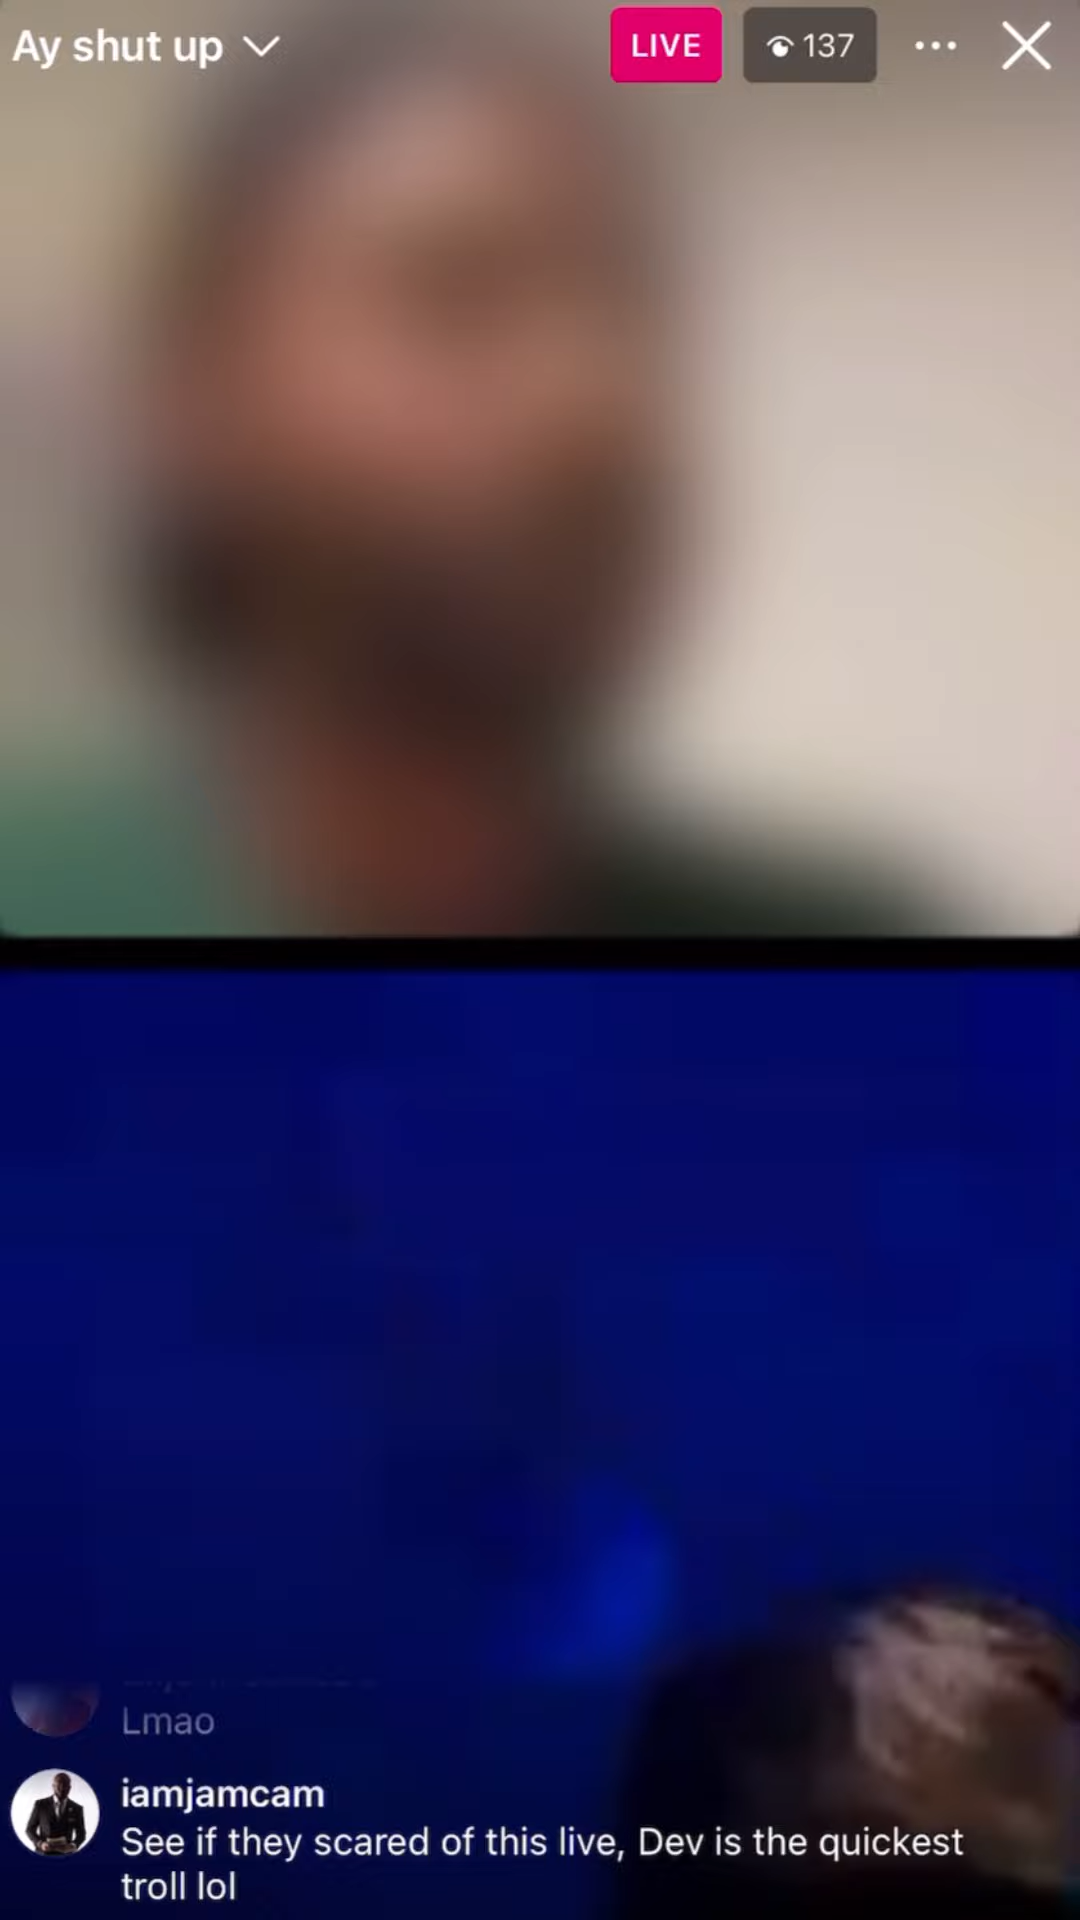 Ay shut up
LIVE
137
Lmao
iamjamcam
See if they scared of this live, Dev is the quickest
troll lol